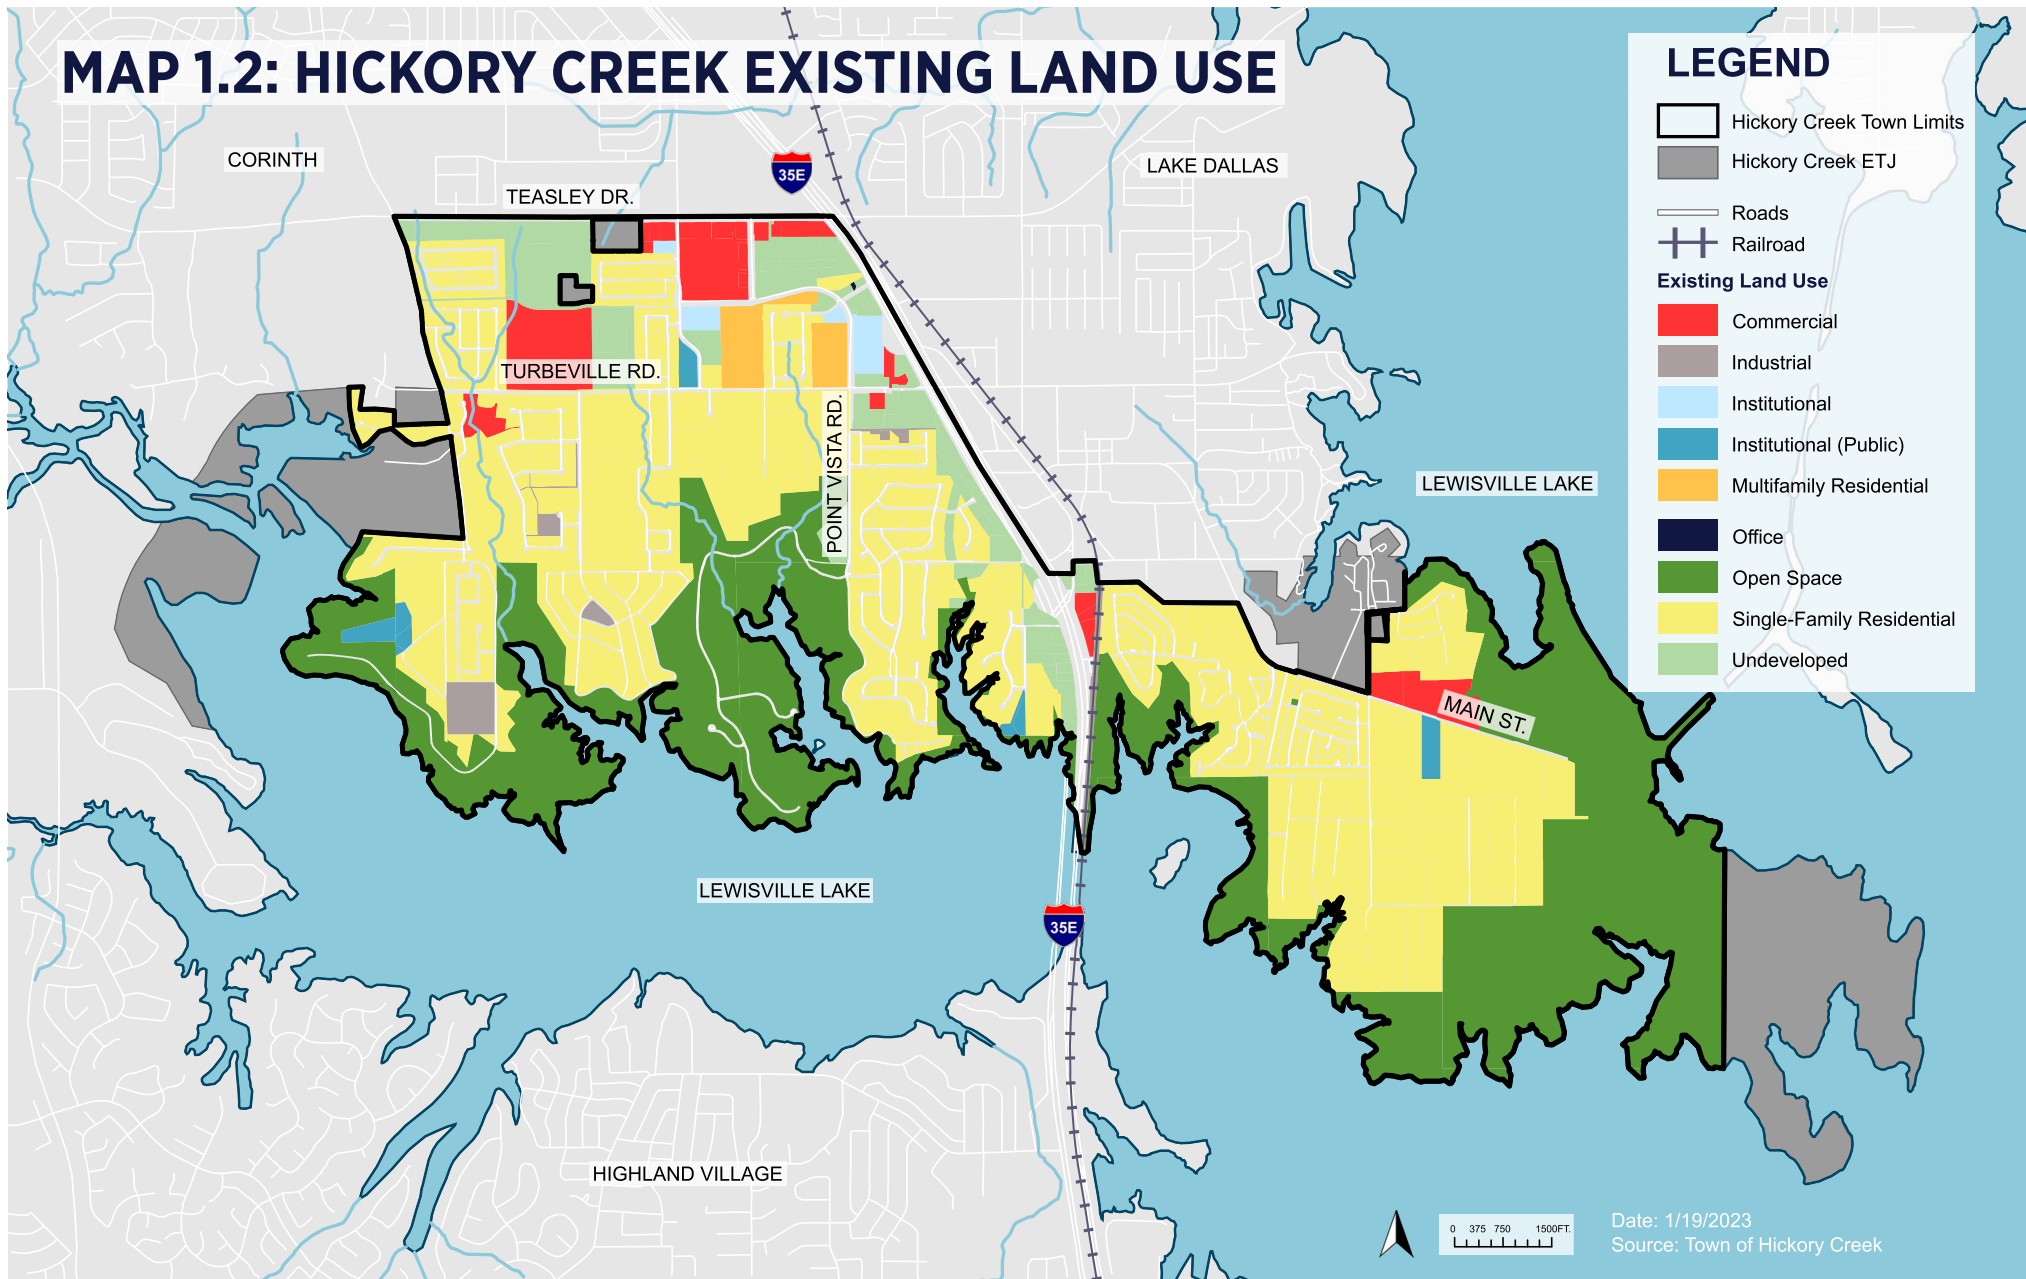 MAP 1.2: HICKORY CREEK EXISTING LAND USE
LEGEND
Hickory Creek Town Limits
Hickory Creek ETJ
Roads
Railroad
Existing Land Use
Commercial
Industrial
Institutional
Institutional (Public)
Multifamily Residential
Office
Open Space
Single-Family Residential
Undeveloped
CORINTH
35E
LAKE DALLAS
TEASLEY DR.
TURBEVILLE RD.
POINT VISTA RD.
LEWISVILLE LAKE
MAIN ST.
LEWISVILLE LAKE
35E
HIGHLAND VILLAGE
0 375 750 1500FT.
Date: 1/19/2023
Source: Town of Hickory Creek